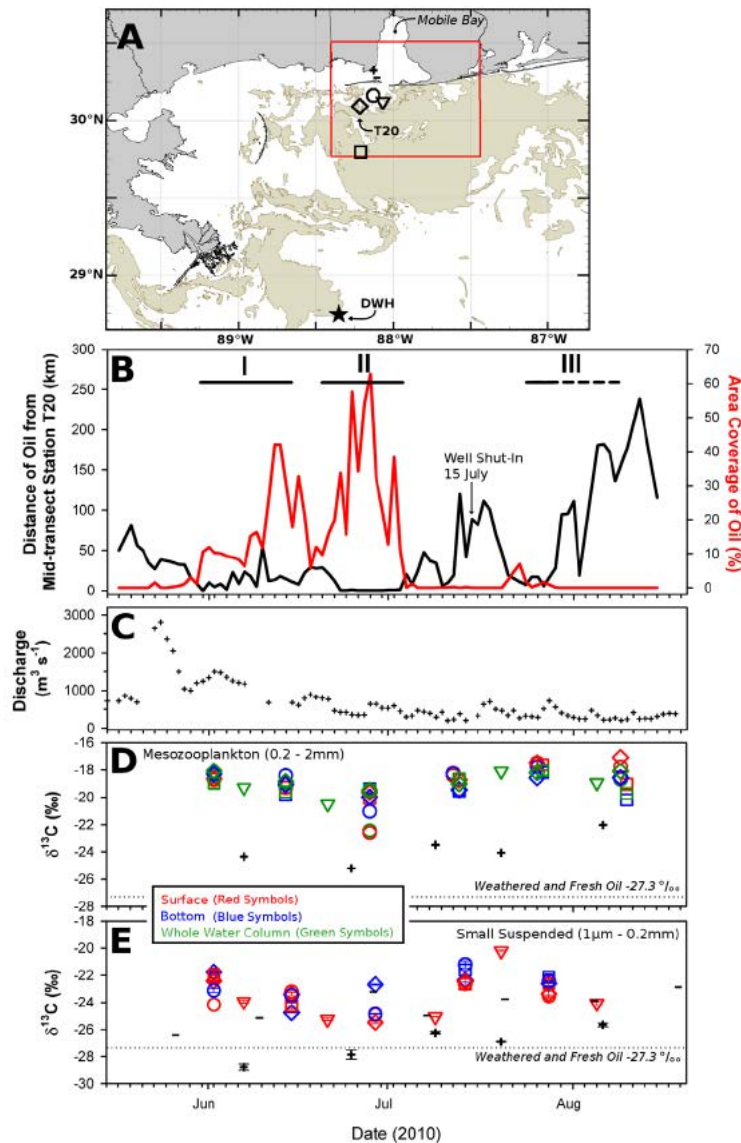 A
Mobile Bay
30°N
T20
29°N
DWH
89°W 88°W 87°W
B
I II III
300
250
200
150
100
50
0
Distance of Oil from
Mid-transect Station T20 (km)
Well Shut-In
15 July
70
60
50
40
30
20
10
0
Area Coverage
of Oil (%)
C
3000
2000
1000
0
Discharge
(m³ s⁻¹)
D
Mesozooplankton (0.2 - 2mm)
-16
-18
-20
-22
-24
-26
-28
δ¹³C (‰)
Weathered and Fresh Oil -27.3 °/ₒₒ
Surface (Red Symbols)
Bottom (Blue Symbols)
Whole Water Column (Green Symbols)
E
Small Suspended (1µm - 0.2mm)
-18
-20
-22
-24
-26
-28
-30
δ¹³C (‰)
Weathered and Fresh Oil -27.3 °/ₒₒ
Jun Jul Aug
Date (2010)